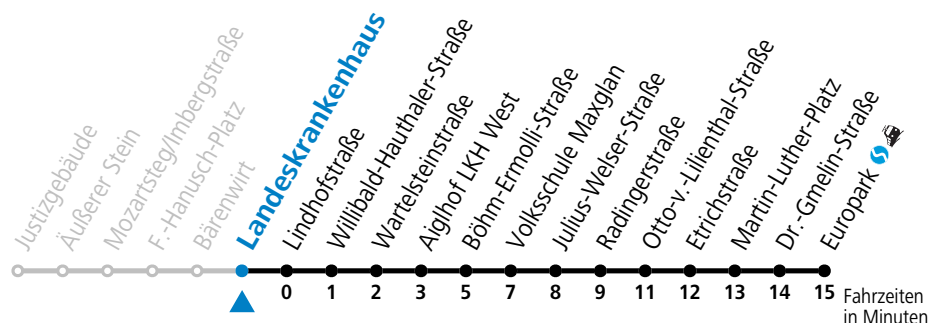 Justizgebäude
Äußerer Stein
Mozartsteg/Imbergstraße
F.-Hanusch-Platz
Bärenwirt
Landeskrankenhaus
Lindhofstraße
Willibald-Hauthaler-Straße
Wartelsteinstraße
Aiglhof LKH West
Böhm-Ermolli-Straße
Volksschule Maxglan
Julius-Welser-Straße
Radingerstraße
Otto-v.-Lilienthal-Straße
Etrichstraße
Martin-Luther-Platz
Dr.-Gmelin-Straße
Europark
0 1 2 3 5 7 8 9 11 12 13 14 15 Fahrzeiten
in Minuten